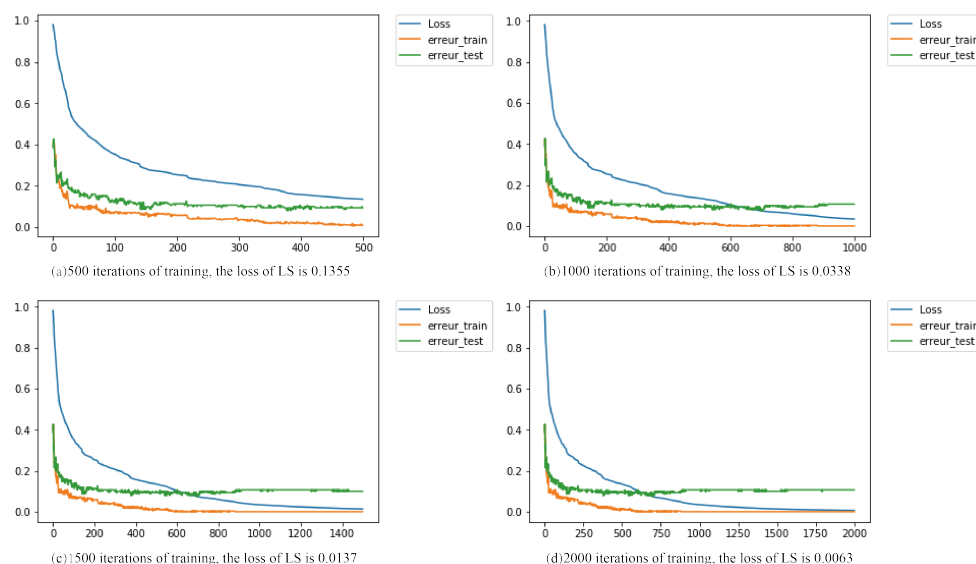 1.0
0.8
0.6
0.4
0.2
0.0
0 100 200 300 400 500
Loss
erreur_train
erreur_test
(a)500 iterations of training, the loss of LS is 0.1355
1.0
0.8
0.6
0.4
0.2
0.0
0 200 400 600 800 1000
Loss
erreur_train
erreur_test
(b)1000 iterations of training, the loss of LS is 0.0338
1.0
0.8
0.6
0.4
0.2
0.0
0 200 400 600 800 1000 1200 1400
Loss
erreur_train
erreur_test
(c)1500 iterations of training, the loss of LS is 0.0137
1.0
0.8
0.6
0.4
0.2
0.0
0 250 500 750 1000 1250 1500 1750 2000
Loss
erreur_train
erreur_test
(d)2000 iterations of training, the loss of LS is 0.0063